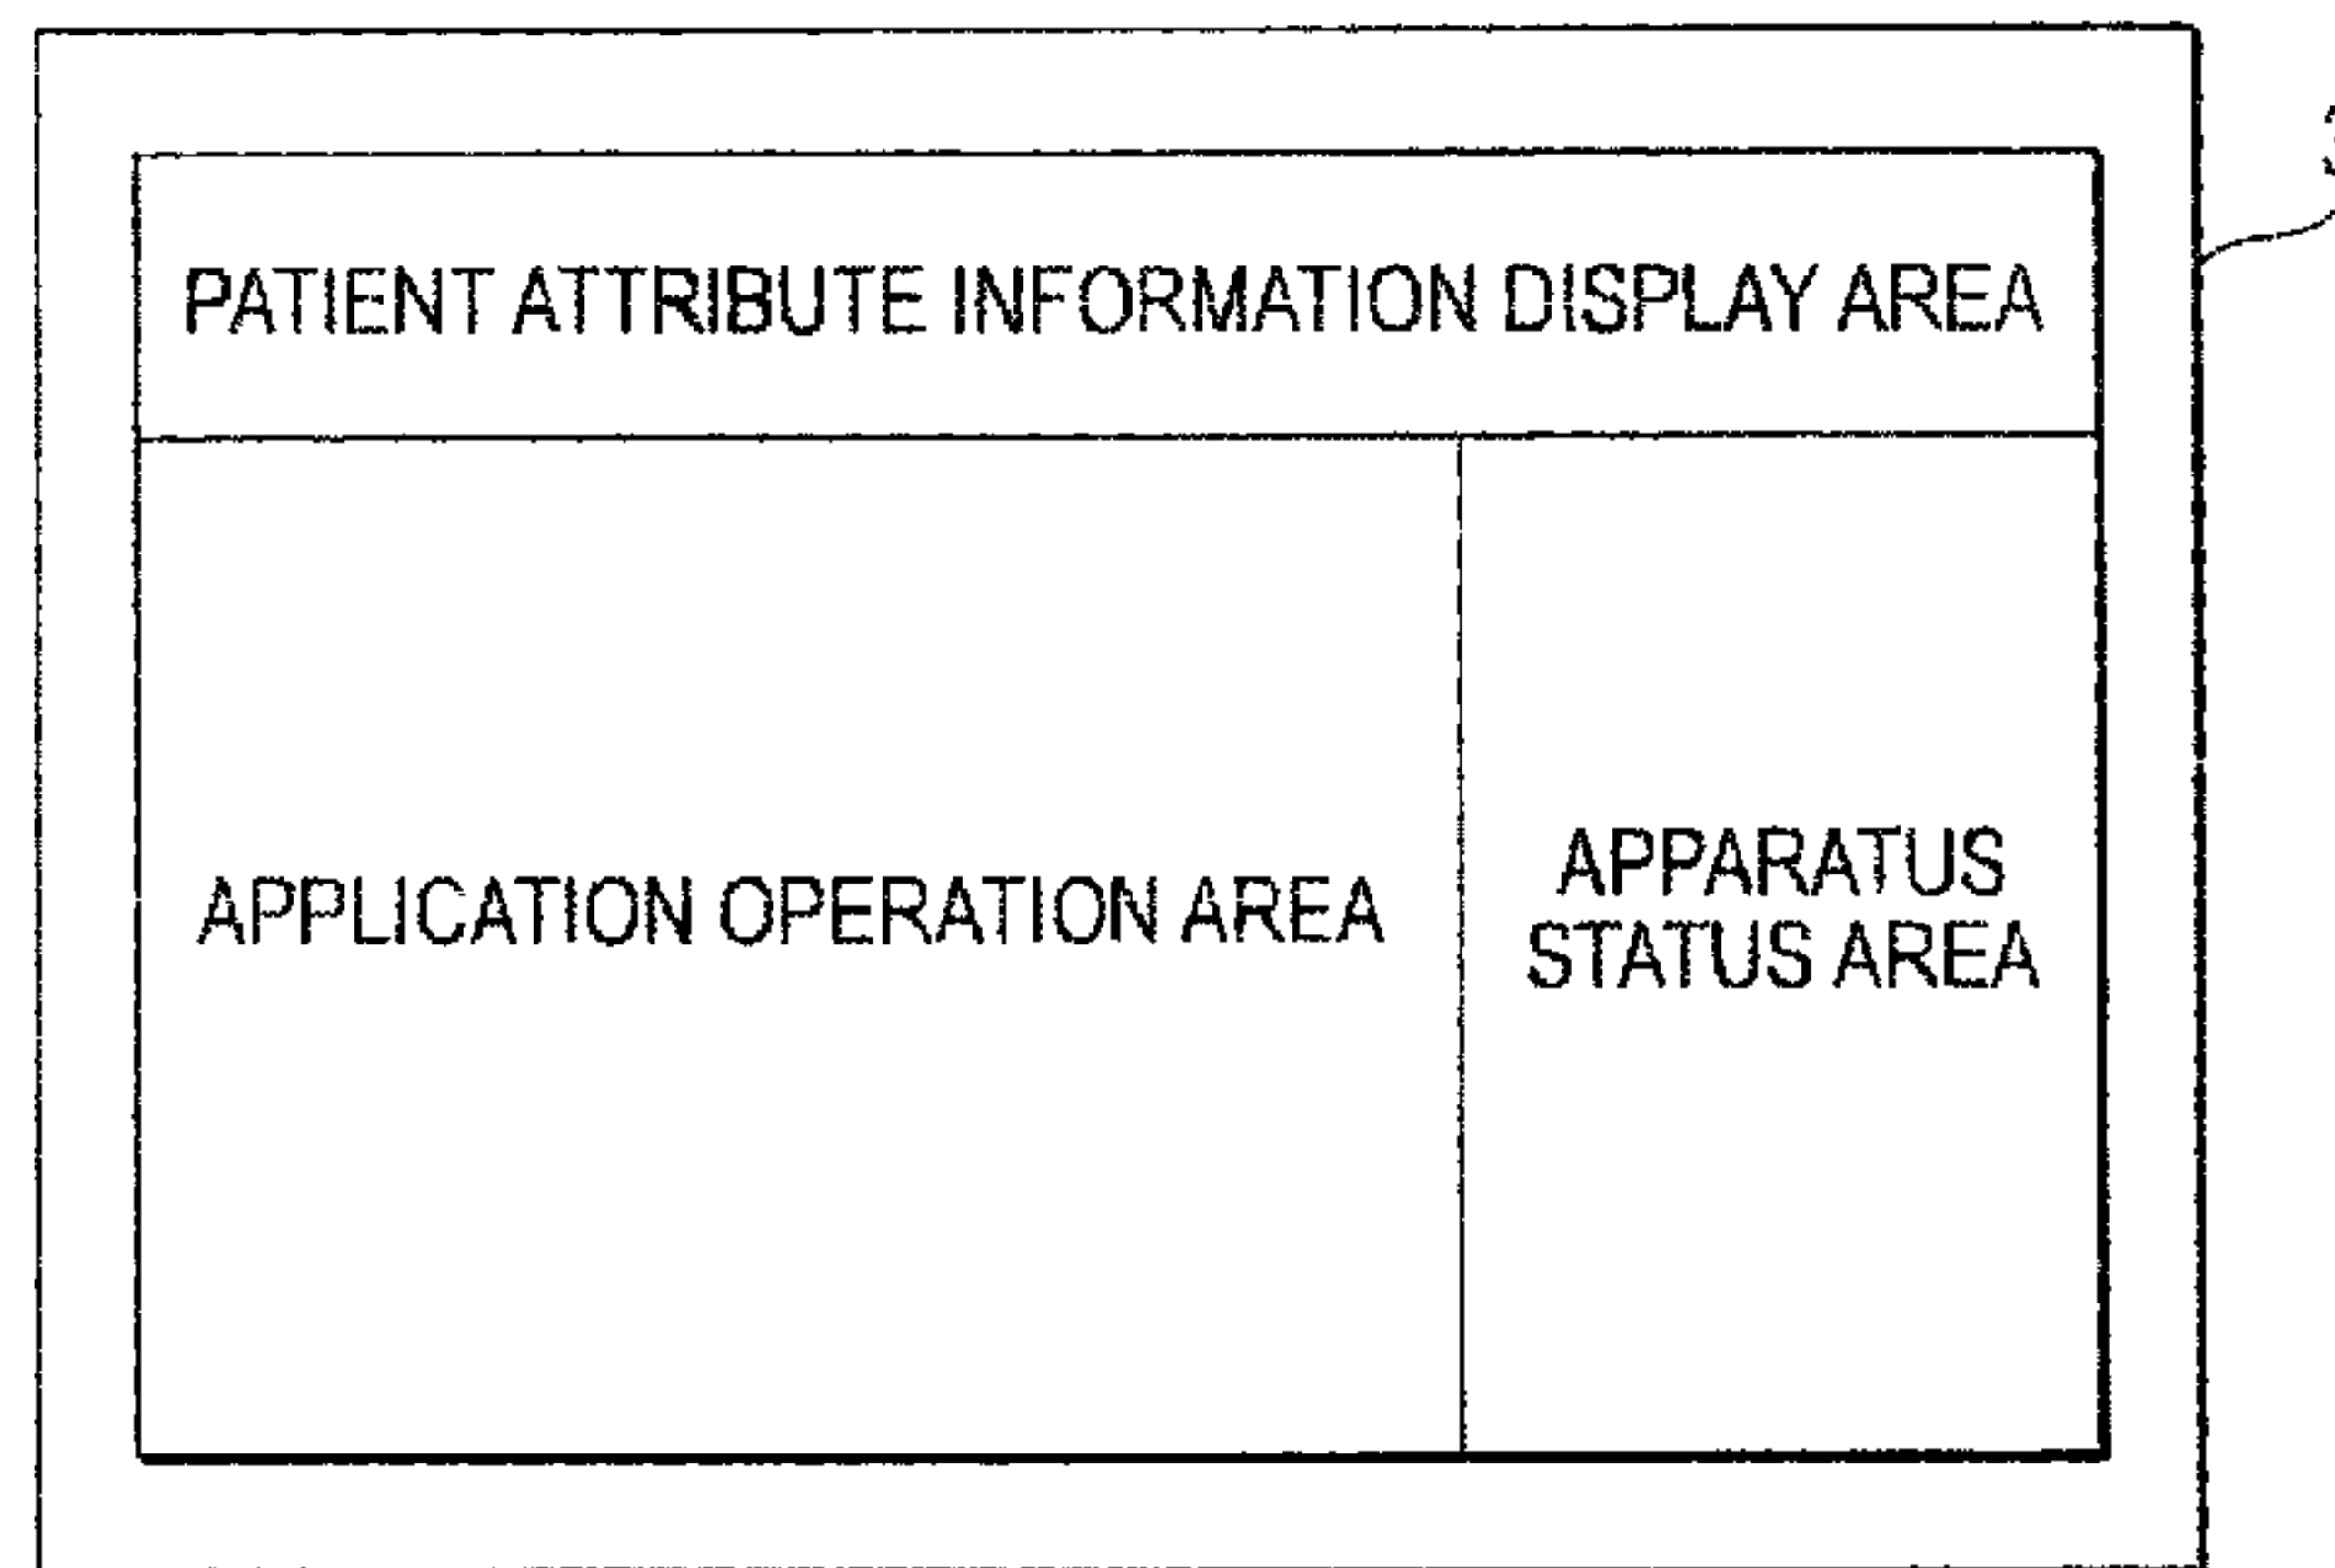 PATIENT ATTRIBUTE INFORMATION DISPLAY AREA
APPLICATION OPERATION AREA
APPARATUS
STATUS AREA